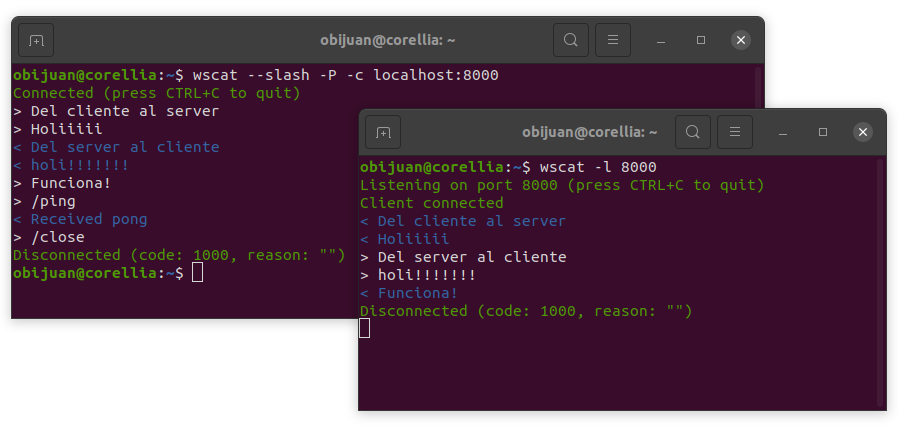 obijuan@corellia: ~
obijuan@corellia:~$ wscat --slash -P -c localhost:8000
Connected (press CTRL+C to quit)
> Del cliente al server
> Holiiiii
< Del server al cliente
< holi!!!!!!!
> Funciona!
> /ping
< Received pong
> /close
Disconnected (code: 1000, reason: "")
obijuan@corellia:~$
obijuan@corellia: ~
obijuan@corellia:~$ wscat -l 8000
Listening on port 8000 (press CTRL+C to quit)
Client connected
< Del cliente al server
< Holiiiii
> Del server al cliente
> holi!!!!!!!
< Funciona!
Disconnected (code: 1000, reason: "")